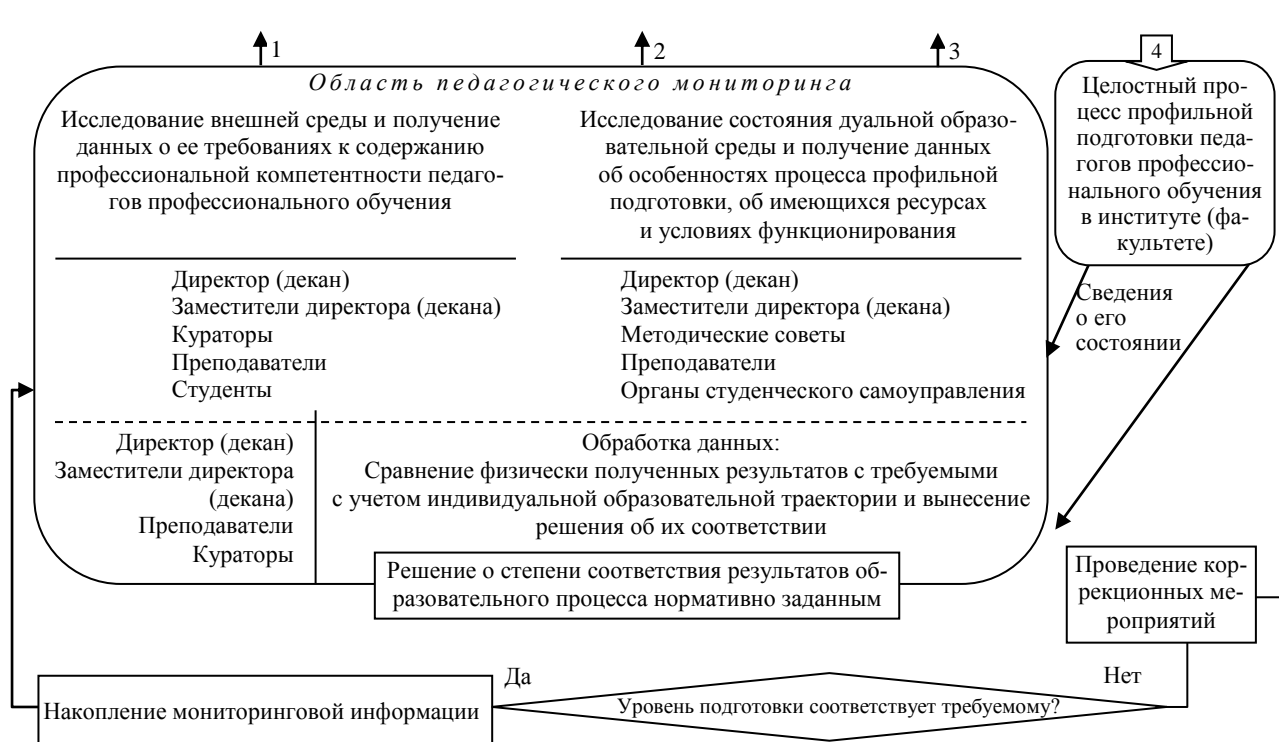 1
2
3
4
Область педагогического мониторинга
Исследование внешней среды и получение
данных о ее требованиях к содержанию
профессиональной компетентности педаго-
гов профессионального обучения
Исследование состояния дуальной образо-
вательной среды и получение данных
об особенностях процесса профильной
подготовки, об имеющихся ресурсах
и условиях функционирования
Целостный про-
цесс профильной
подготовки педа-
гогов профессио-
нального обучения
в институте (фа-
культете)
Директор (декан)
Заместители директора (декана)
Кураторы
Преподаватели
Студенты
Директор (декан)
Заместители директора (декана)
Методические советы
Преподаватели
Органы студенческого самоуправления
Сведения
о его
состоянии
Директор (декан)
Заместители директора
(декана)
Преподаватели
Кураторы
Обработка данных:
Сравнение физически полученных результатов с требуемыми
с учетом индивидуальной образовательной траектории и вынесение
решения об их соответствии
Решение о степени соответствия результатов об-
разовательного процесса нормативно заданным
Проведение кор-
рекционных ме-
роприятий
Да
Нет
Накопление мониторинговой информации
Уровень подготовки соответствует требуемому?